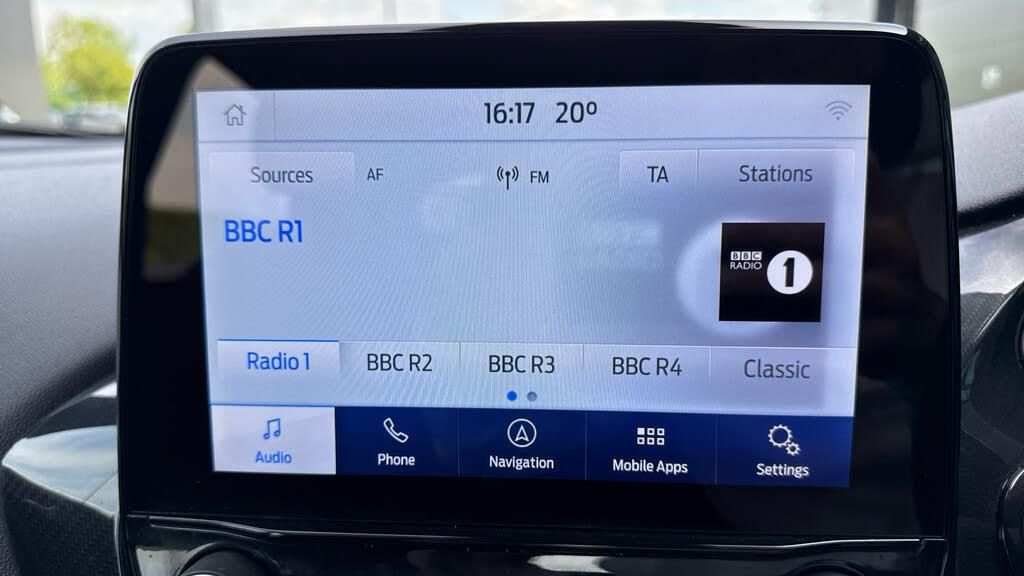 16:17 20º
Sources AF FM TA Stations
BBC R1
BBC
RADIO 1
Radio 1 BBC R2 BBC R3 BBC R4 Classic
Audio Phone Navigation Mobile Apps Settings